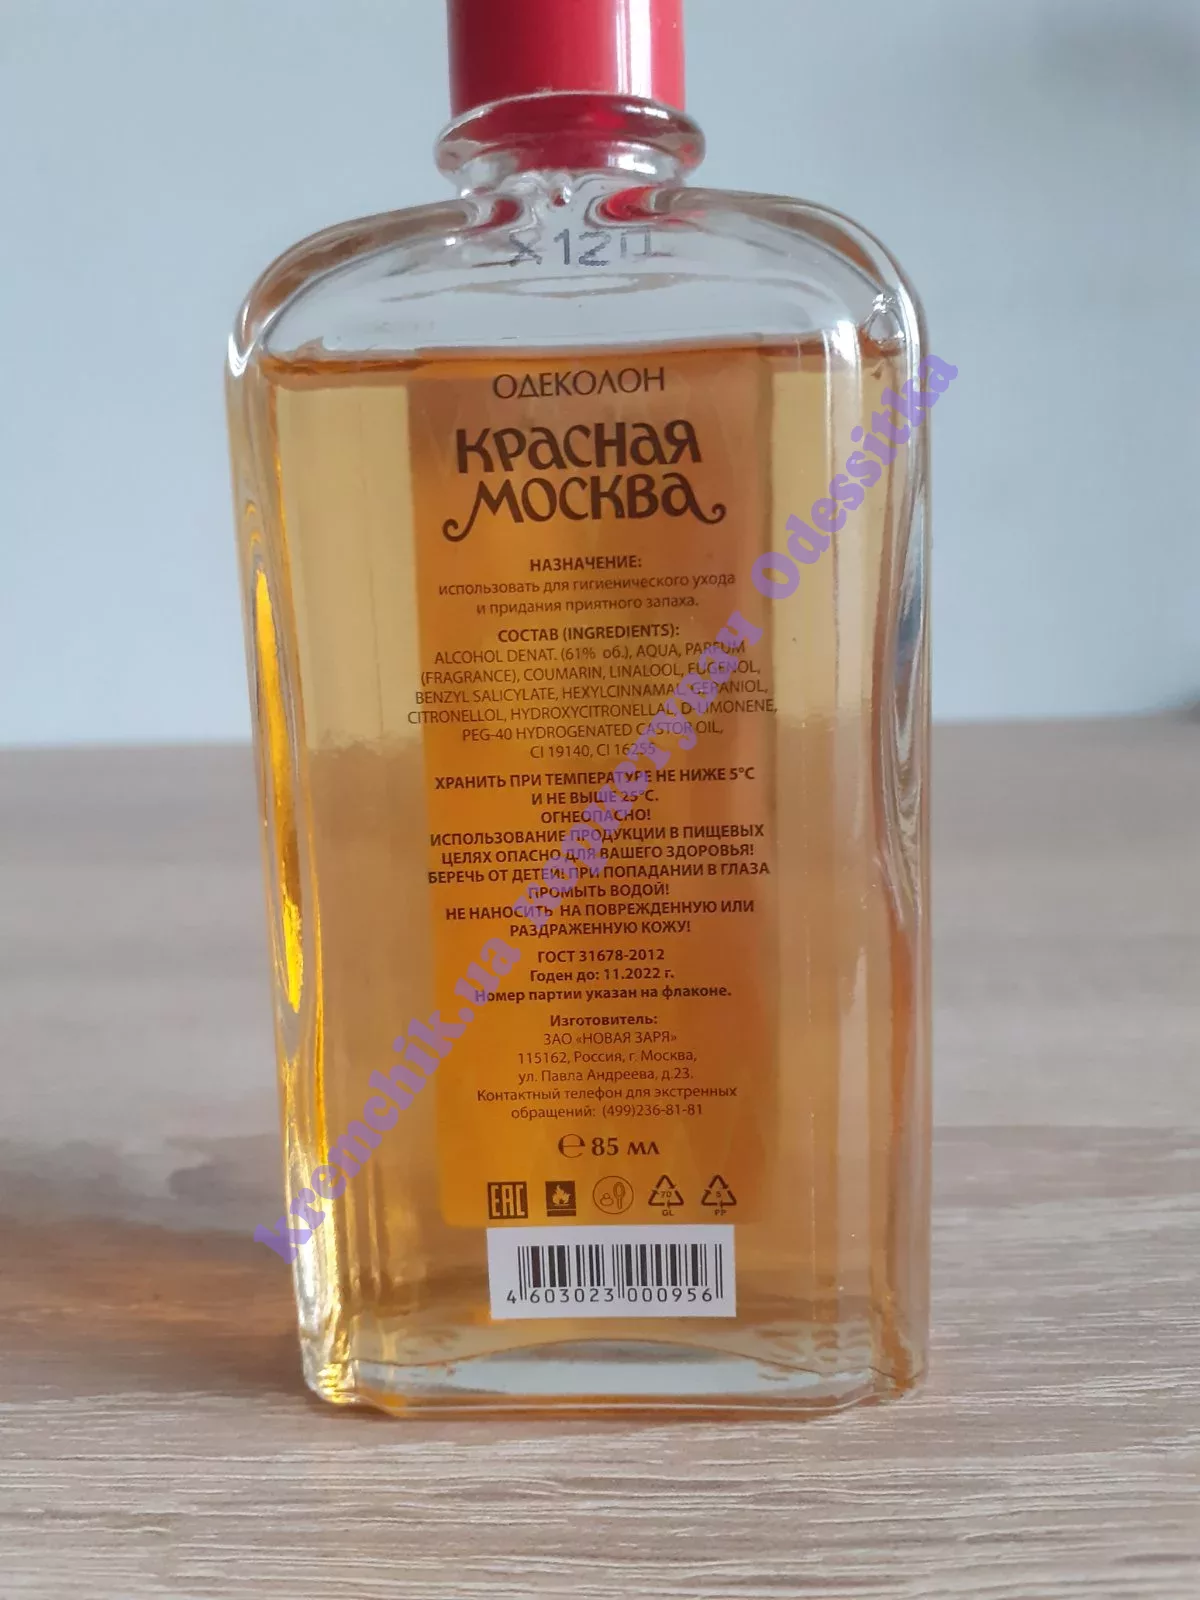 Х12П
ОДЕКОЛОН
КРАСНАЯ
МОСКВА
НАЗНАЧЕНИЕ:
использовать для гигиенического ухода
и придания приятного запаха.
СОСТАВ (INGREDIENTS):
ALCOHOL DENAT. (61% об.), AQUA, PARFUM
(FRAGRANCE), COUMARIN, LINALOOL, EUGENOL,
BENZYL SALICYLATE, HEXYLCINNAMAL, GERANIOL,
CITRONELLOL, HYDROXYCITRONELLAL, D-LIMONENE,
PEG-40 HYDROGENATED CASTOR OIL,
CI 19140, CI 16255
ХРАНИТЬ ПРИ ТЕМПЕРАТУРЕ НЕ НИЖЕ 5°С
И НЕ ВЫШЕ 25°С.
ОГНЕОПАСНО!
ИСПОЛЬЗОВАНИЕ ПРОДУКЦИИ В ПИЩЕВЫХ
ЦЕЛЯХ ОПАСНО ДЛЯ ВАШЕГО ЗДОРОВЬЯ!
БЕРЕЧЬ ОТ ДЕТЕЙ! ПРИ ПОПАДАНИИ В ГЛАЗА
ПРОМЫТЬ ВОДОЙ!
НЕ НАНОСИТЬ НА ПОВРЕЖДЕННУЮ ИЛИ
РАЗДРАЖЕННУЮ КОЖУ!
ГОСТ 31678-2012
Годен до: 11.2022 г.
Номер партии указан на флаконе.
Изготовитель:
ЗАО «НОВАЯ ЗАРЯ»
115162, Россия, г. Москва,
ул. Павла Андреева, д.23.
Контактный телефон для экстренных
обращений: (499)236-81-81
℮ 85 мл
EAC
70
GL
5
PP
4 603023 000956
kremchik.ua Odessitka